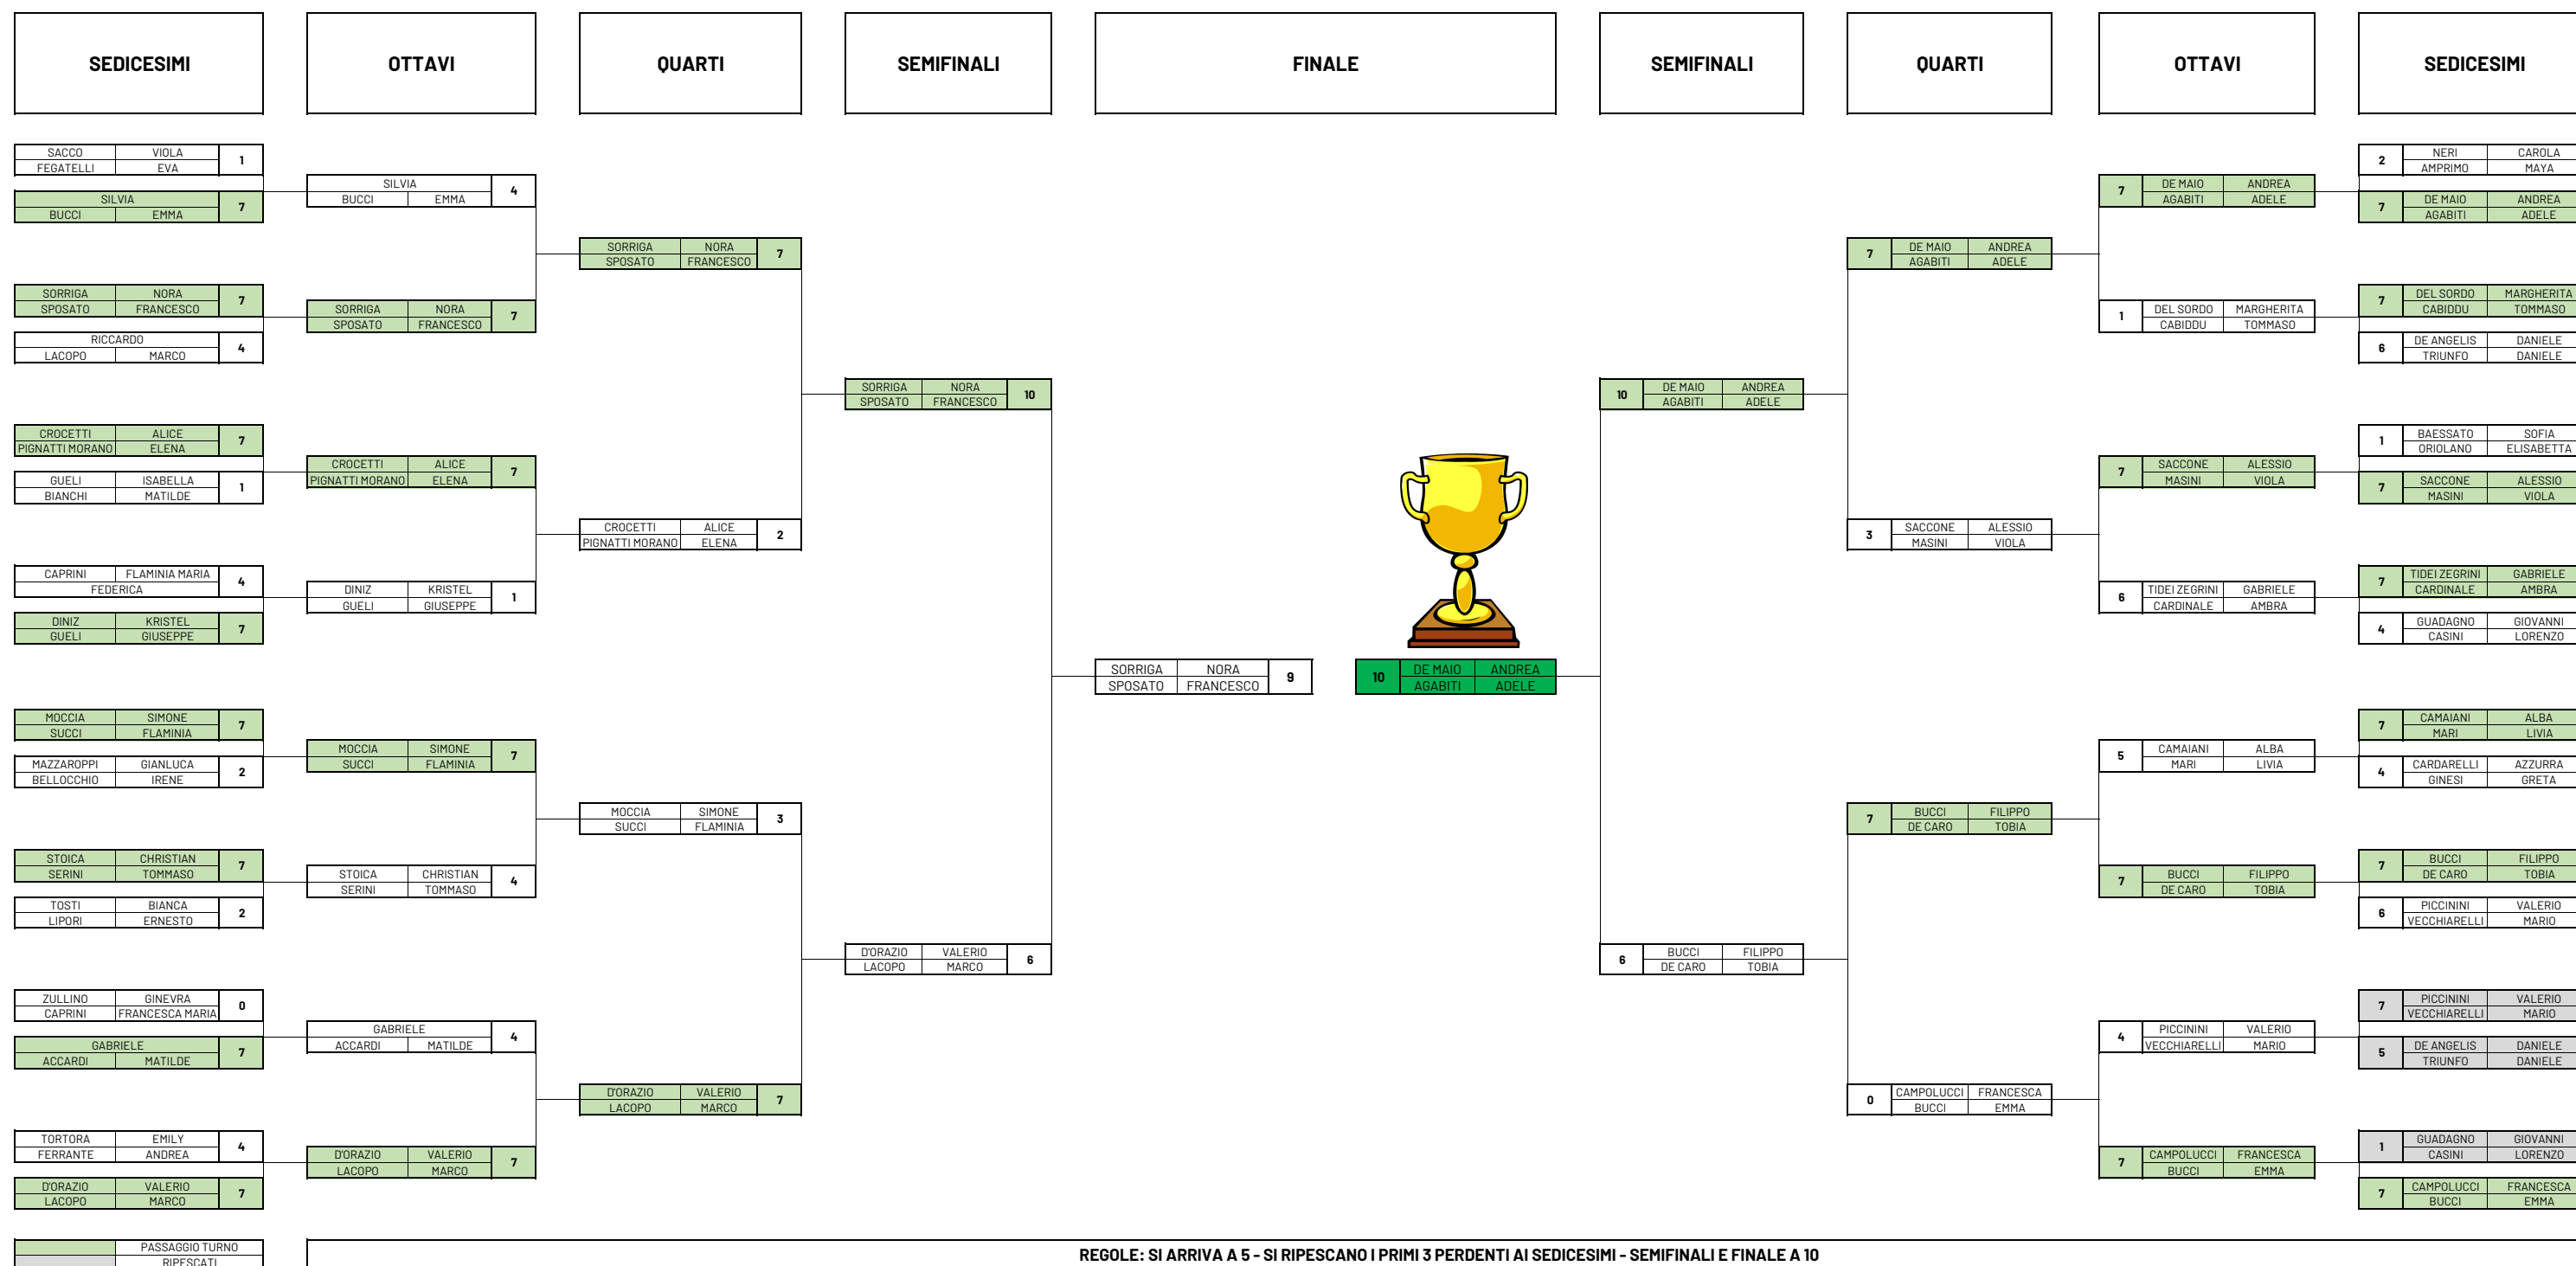 SEDICESIMI OTTAVI QUARTI SEMIFINALI FINALE SEMIFINALI QUARTI OTTAVI SEDICESIMI
SACCO VIOLA 1
FEGATELLI EVA
SILVIA 7
BUCCI EMMA
SORRIGA NORA 7
SPOSATO FRANCESCO
RICCARDO 4
LACOPO MARCO
CROCETTI ALICE 7
PIGNATTI MORANO ELENA
GUELI ISABELLA 1
BIANCHI MATILDE
CAPRINI FLAMINIA MARIA 4
FEDERICA
DINIZ KRISTEL 7
GUELI GIUSEPPE
MOCCIA SIMONE 7
SUCCI FLAMINIA
MAZZAROPPI GIANLUCA 2
BELLOCCHIO IRENE
STOICA CHRISTIAN 7
SERINI TOMMASO
TOSTI BIANCA 2
LIPORI ERNESTO
ZULLINO GINEVRA 0
CAPRINI FRANCESCA MARIA
GABRIELE 7
ACCARDI MATILDE
TORTORA EMILY 4
FERRANTE ANDREA
D'ORAZIO VALERIO 7
LACOPO MARCO
SILVIA 4
BUCCI EMMA
SORRIGA NORA 7
SPOSATO FRANCESCO
CROCETTI ALICE 7
PIGNATTI MORANO ELENA
DINIZ KRISTEL 1
GUELI GIUSEPPE
MOCCIA SIMONE 7
SUCCI FLAMINIA
STOICA CHRISTIAN 4
SERINI TOMMASO
GABRIELE 4
ACCARDI MATILDE
D'ORAZIO VALERIO 7
LACOPO MARCO
SORRIGA NORA 7
SPOSATO FRANCESCO
CROCETTI ALICE 2
PIGNATTI MORANO ELENA
MOCCIA SIMONE 3
SUCCI FLAMINIA
D'ORAZIO VALERIO 7
LACOPO MARCO
SORRIGA NORA 10
SPOSATO FRANCESCO
D'ORAZIO VALERIO 6
LACOPO MARCO
SORRIGA NORA 9
SPOSATO FRANCESCO
10 DE MAIO ANDREA
AGABITI ADELE
10 DE MAIO ANDREA
AGABITI ADELE
6 BUCCI FILIPPO
DE CARO TOBIA
7 DE MAIO ANDREA
AGABITI ADELE
3 SACCONE ALESSIO
MASINI VIOLA
7 BUCCI FILIPPO
DE CARO TOBIA
0 CAMPOLUCCI FRANCESCA
BUCCI EMMA
7 DE MAIO ANDREA
AGABITI ADELE
1 DEL SORDO MARGHERITA
CABIDDU TOMMASO
7 SACCONE ALESSIO
MASINI VIOLA
6 TIDEI ZEGRINI GABRIELE
CARDINALE AMBRA
5 CAMAIANI ALBA
MARI LIVIA
7 BUCCI FILIPPO
DE CARO TOBIA
4 PICCININI VALERIO
VECCHIARELLI MARIO
7 CAMPOLUCCI FRANCESCA
BUCCI EMMA
2 NERI CAROLA
AMPRIMO MAYA
7 DE MAIO ANDREA
AGABITI ADELE
7 DEL SORDO MARGHERITA
CABIDDU TOMMASO
6 DE ANGELIS DANIELE
TRIUNFO DANIELE
1 BAESSATO SOFIA
ORIOLANO ELISABETTA
7 SACCONE ALESSIO
MASINI VIOLA
7 TIDEI ZEGRINI GABRIELE
CARDINALE AMBRA
4 GUADAGNO GIOVANNI
CASINI LORENZO
7 CAMAIANI ALBA
MARI LIVIA
4 CARDARELLI AZZURRA
GINESI GRETA
7 BUCCI FILIPPO
DE CARO TOBIA
6 PICCININI VALERIO
VECCHIARELLI MARIO
7 PICCININI VALERIO
VECCHIARELLI MARIO
5 DE ANGELIS DANIELE
TRIUNFO DANIELE
1 GUADAGNO GIOVANNI
CASINI LORENZO
7 CAMPOLUCCI FRANCESCA
BUCCI EMMA
PASSAGGIO TURNO
RIPESCATI
REGOLE: SI ARRIVA A 5 - SI RIPESCANO I PRIMI 3 PERDENTI AI SEDICESIMI - SEMIFINALI E FINALE A 10